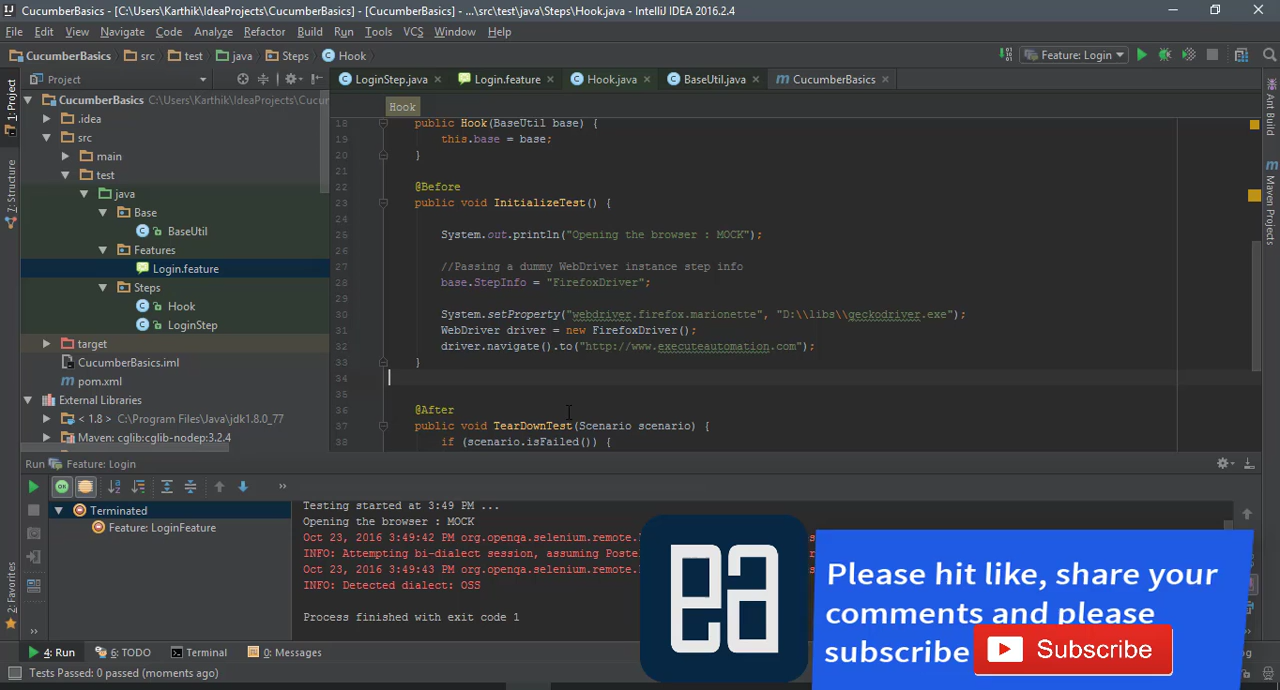 CucumberBasics - [C:\Users\Karthik\IdeaProjects\CucumberBasics] - [CucumberBasics] - ...\src\test\java\Steps\Hook.java - IntelliJ IDEA 2016.2.4
File Edit View Navigate Code Analyze Refactor Build Run Tools VCS Window Help
CucumberBasics src test java Steps Hook Feature: Login
Project LoginStep.java Login.feature Hook.java BaseUtil.java CucumberBasics
1: Project
7: Structure
2: Favorites
Ant Build
Maven Projects
CucumberBasics C:\Users\Karthik\IdeaProjects\Cucu
.idea
src
main
test
java
Base
BaseUtil
Features
Login.feature
Steps
Hook
LoginStep
target
CucumberBasics.iml
pom.xml
External Libraries
< 1.8 > C:\Program Files\Java\jdk1.8.0_77
Maven: cglib:cglib-nodep:3.2.4
Hook
18 public Hook(BaseUtil base) {
19 this.base = base;
20 }
21
22 @Before
23 public void InitializeTest() {
24
25 System.out.println("Opening the browser : MOCK");
26
27 //Passing a dummy WebDriver instance step info
28 base.StepInfo = "FirefoxDriver";
29
30 System.setProperty("webdriver.firefox.marionette", "D:\\libs\\geckodriver.exe");
31 WebDriver driver = new FirefoxDriver();
32 driver.navigate().to("http://www.executeautomation.com");
33 }
34
35
36 @After
37 public void TearDownTest(Scenario scenario) {
38 if (scenario.isFailed()) {
Run Feature: Login
Terminated
Feature: LoginFeature
Testing started at 3:49 PM ...
Opening the browser : MOCK
Oct 23, 2016 3:49:42 PM org.openqa.selenium.remote.
INFO: Attempting bi-dialect session, assuming Poste
Oct 23, 2016 3:49:43 PM org.openqa.selenium.remote.
INFO: Detected dialect: OSS
Process finished with exit code 1
ea
Please hit like, share your
comments and please
subscribe Subscribe
4: Run 6: TODO Terminal 0: Messages
Tests Passed: 0 passed (moments ago)